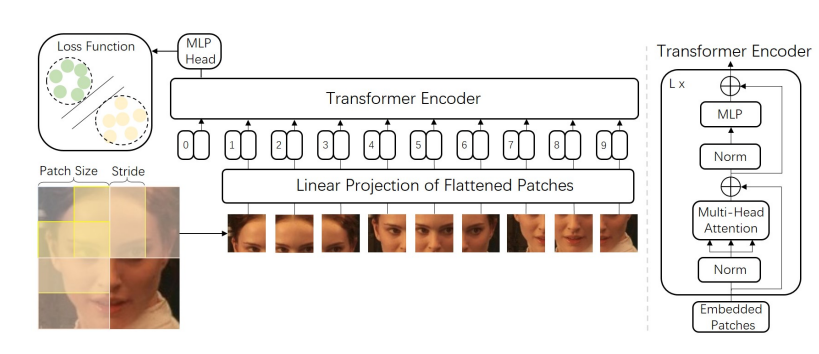 Loss Function
MLP
Head
Transformer Encoder
0 1 2 3 4 5 6 7 8 9
Linear Projection of Flattened Patches
Patch Size Stride
Transformer Encoder
L x
MLP
Norm
Multi-Head
Attention
Norm
Embedded
Patches